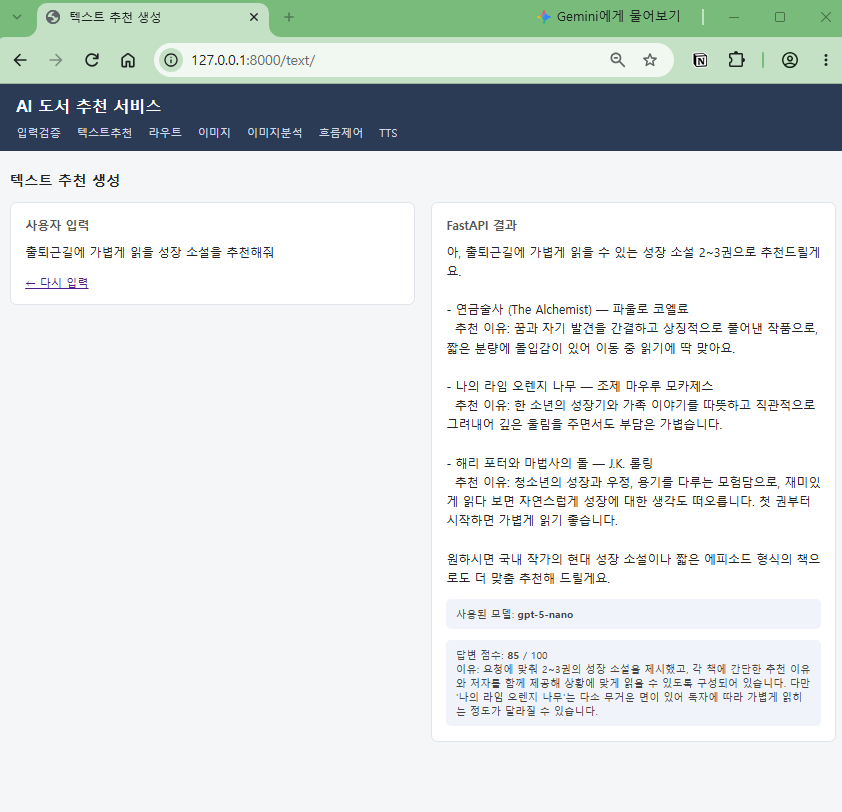 텍스트 추천 생성
Gemini에게 물어보기
127.0.0.1:8000/text/
AI 도서 추천 서비스
입력검증 텍스트추천 라우트 이미지 이미지분석 흐름제어 TTS
텍스트 추천 생성
사용자 입력
출퇴근길에 가볍게 읽을 성장 소설을 추천해줘
← 다시 입력
FastAPI 결과
아, 출퇴근길에 가볍게 읽을 수 있는 성장 소설 2~3권으로 추천드릴게
요.
- 연금술사 (The Alchemist) — 파울로 코엘료
추천 이유: 꿈과 자기 발견을 간결하고 상징적으로 풀어낸 작품으로,
짧은 분량에 몰입감이 있어 이동 중 읽기에 딱 맞아요.
- 나의 라임 오렌지 나무 — 조제 마우루 모카제스
추천 이유: 한 소년의 성장기와 가족 이야기를 따뜻하고 직관적으로
그려내어 깊은 울림을 주면서도 부담은 가볍습니다.
- 해리 포터와 마법사의 돌 — J.K. 롤링
추천 이유: 청소년의 성장과 우정, 용기를 다루는 모험담으로, 재미있
게 읽다 보면 자연스럽게 성장에 대한 생각도 떠오릅니다. 첫 권부터
시작하면 가볍게 읽기 좋습니다.
원하시면 국내 작가의 현대 성장 소설이나 짧은 에피소드 형식의 책으
로도 더 맞춤 추천해 드릴게요.
사용된 모델: gpt-5-nano
답변 점수: 85 / 100
이유: 요청에 맞춰 2~3권의 성장 소설을 제시했고, 각 책에 간단한 추천 이유
와 저자를 함께 제공해 상황에 맞게 읽을 수 있도록 구성되어 있습니다. 다만
'나의 라임 오렌지 나무'는 다소 무거운 면이 있어 독자에 따라 가볍게 읽히
는 정도가 달라질 수 있습니다.